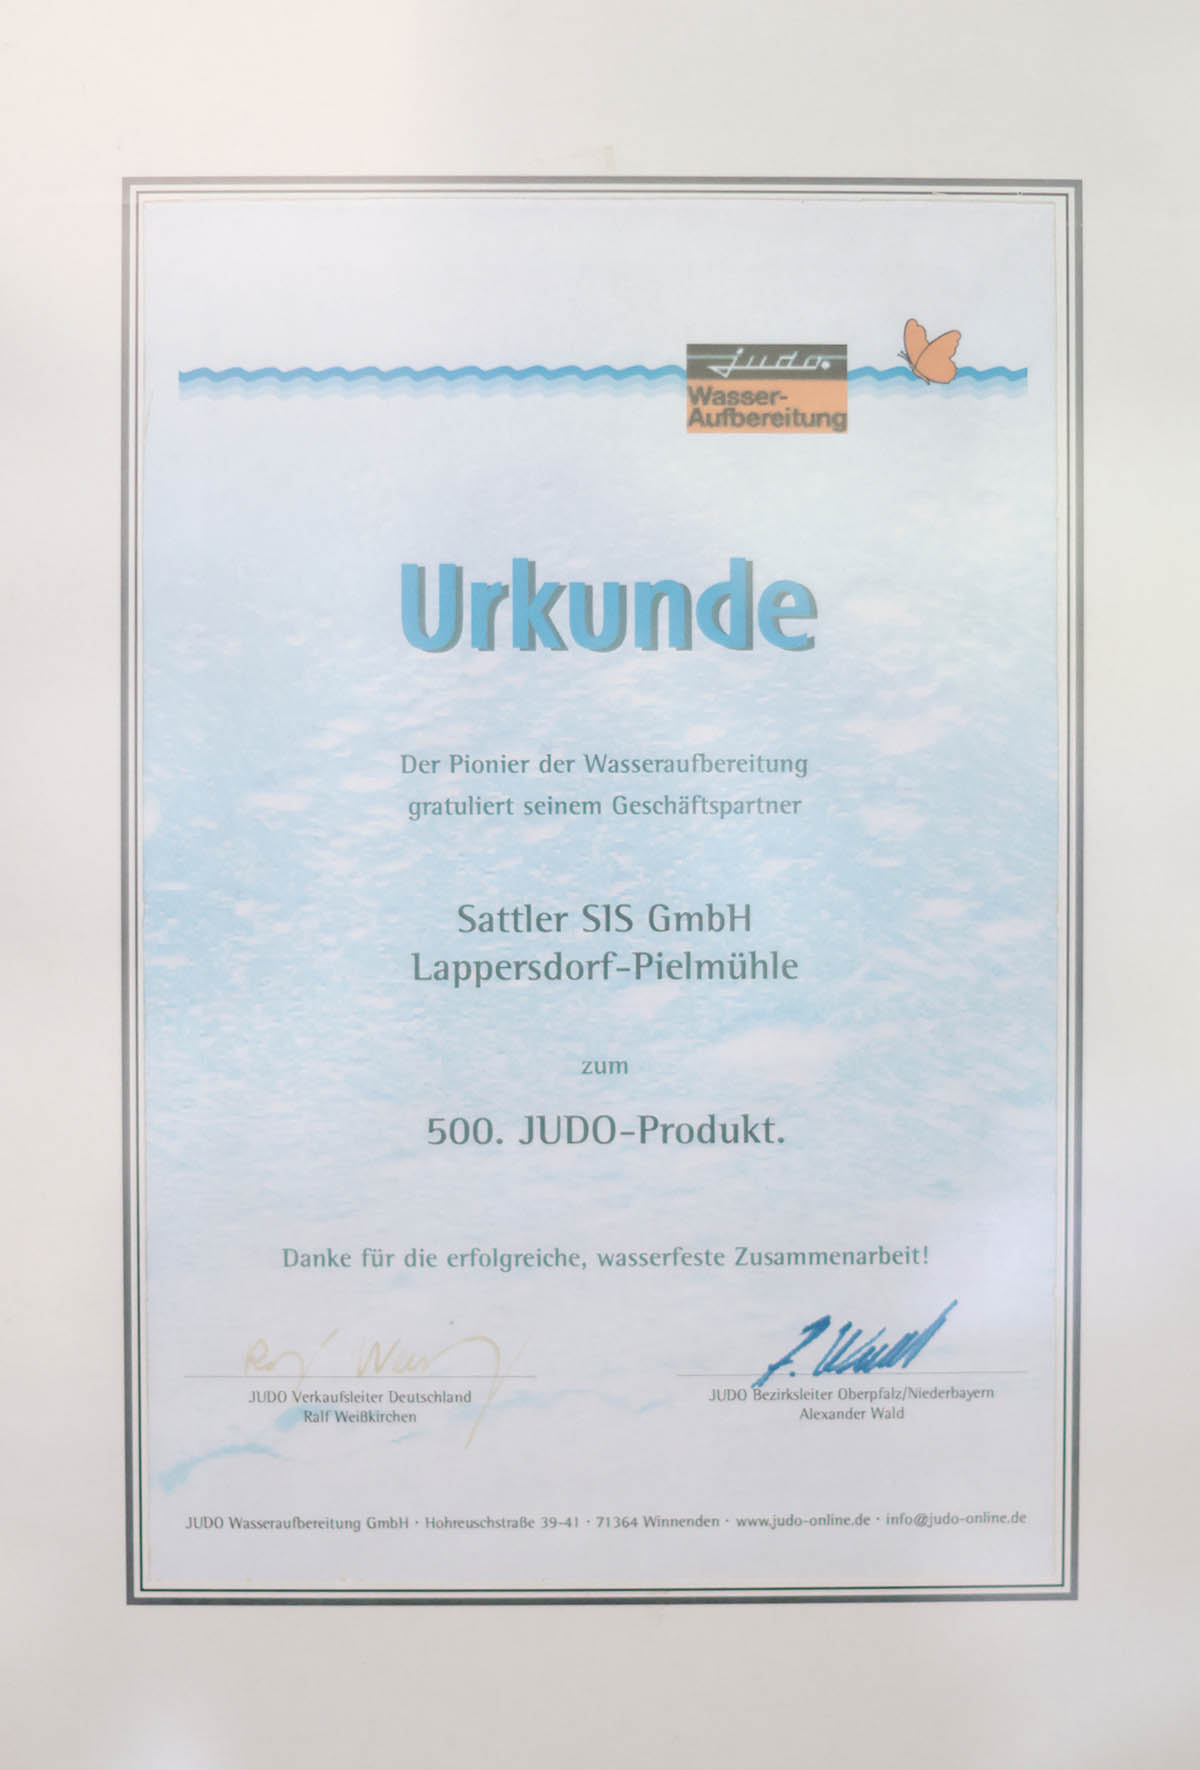 judo
Wasser-
Aufbereitung
Urkunde
Der Pionier der Wasseraufbereitung
gratuliert seinem Geschäftspartner
Sattler SIS GmbH
Lappersdorf-Pielmühle
zum
500. JUDO-Produkt.
Danke für die erfolgreiche, wasserfeste Zusammenarbeit!
JUDO Verkaufsleiter Deutschland
Ralf Weißkirchen
JUDO Bezirksleiter Oberpfalz/Niederbayern
Alexander Wald
JUDO Wasseraufbereitung GmbH · Hohreuschstraße 39-41 · 71364 Winnenden · www.judo-online.de · info@judo-online.de